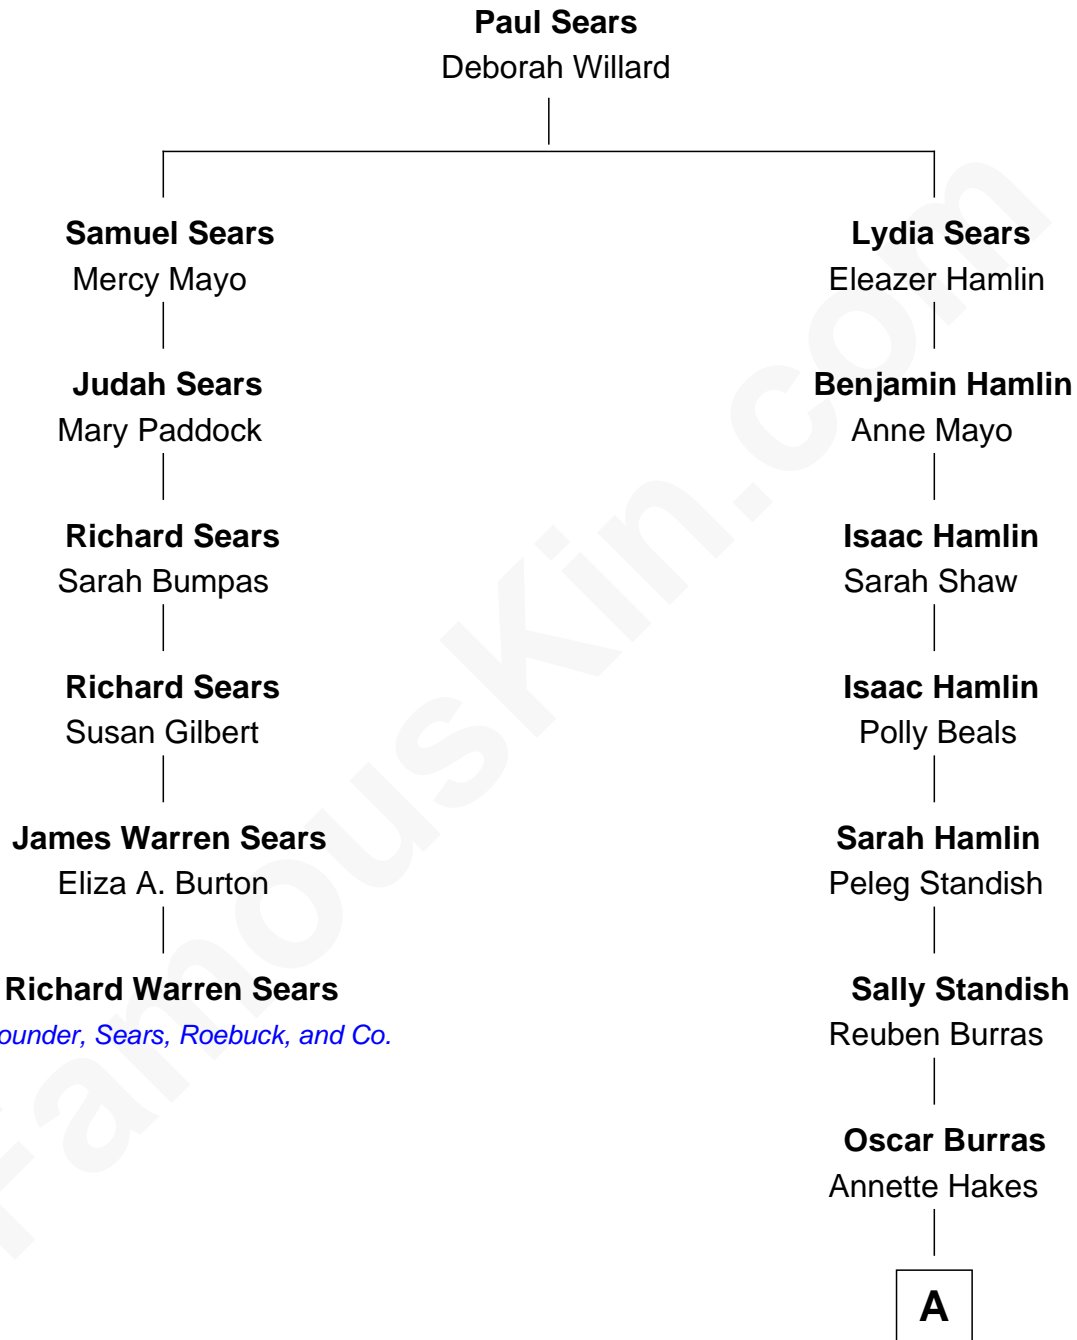 Paul Sears
Deborah Willard
Samuel Sears
Mercy Mayo
Lydia Sears
Eleazer Hamlin
Judah Sears
Mary Paddock
Benjamin Hamlin
Anne Mayo
Richard Sears
Sarah Bumpas
Isaac Hamlin
Sarah Shaw
Richard Sears
Susan Gilbert
Isaac Hamlin
Polly Beals
James Warren Sears
Eliza A. Burton
Sarah Hamlin
Peleg Standish
Richard Warren Sears
ounder, Sears, Roebuck, and Co.
Sally Standish
Reuben Burras
Oscar Burras
Annette Hakes
A
FamousKin.com